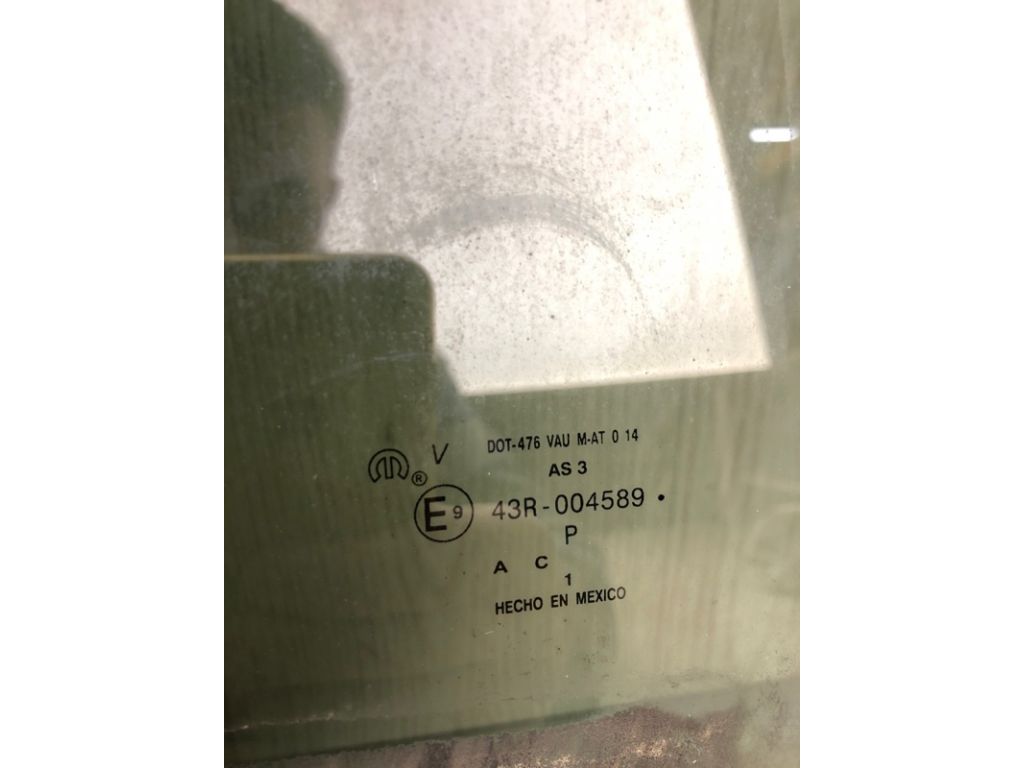 V DOT-476 VAU M-AT 0 14
AS 3
®
E9 43R-004589 •
P
A C
1
HECHO EN MEXICO